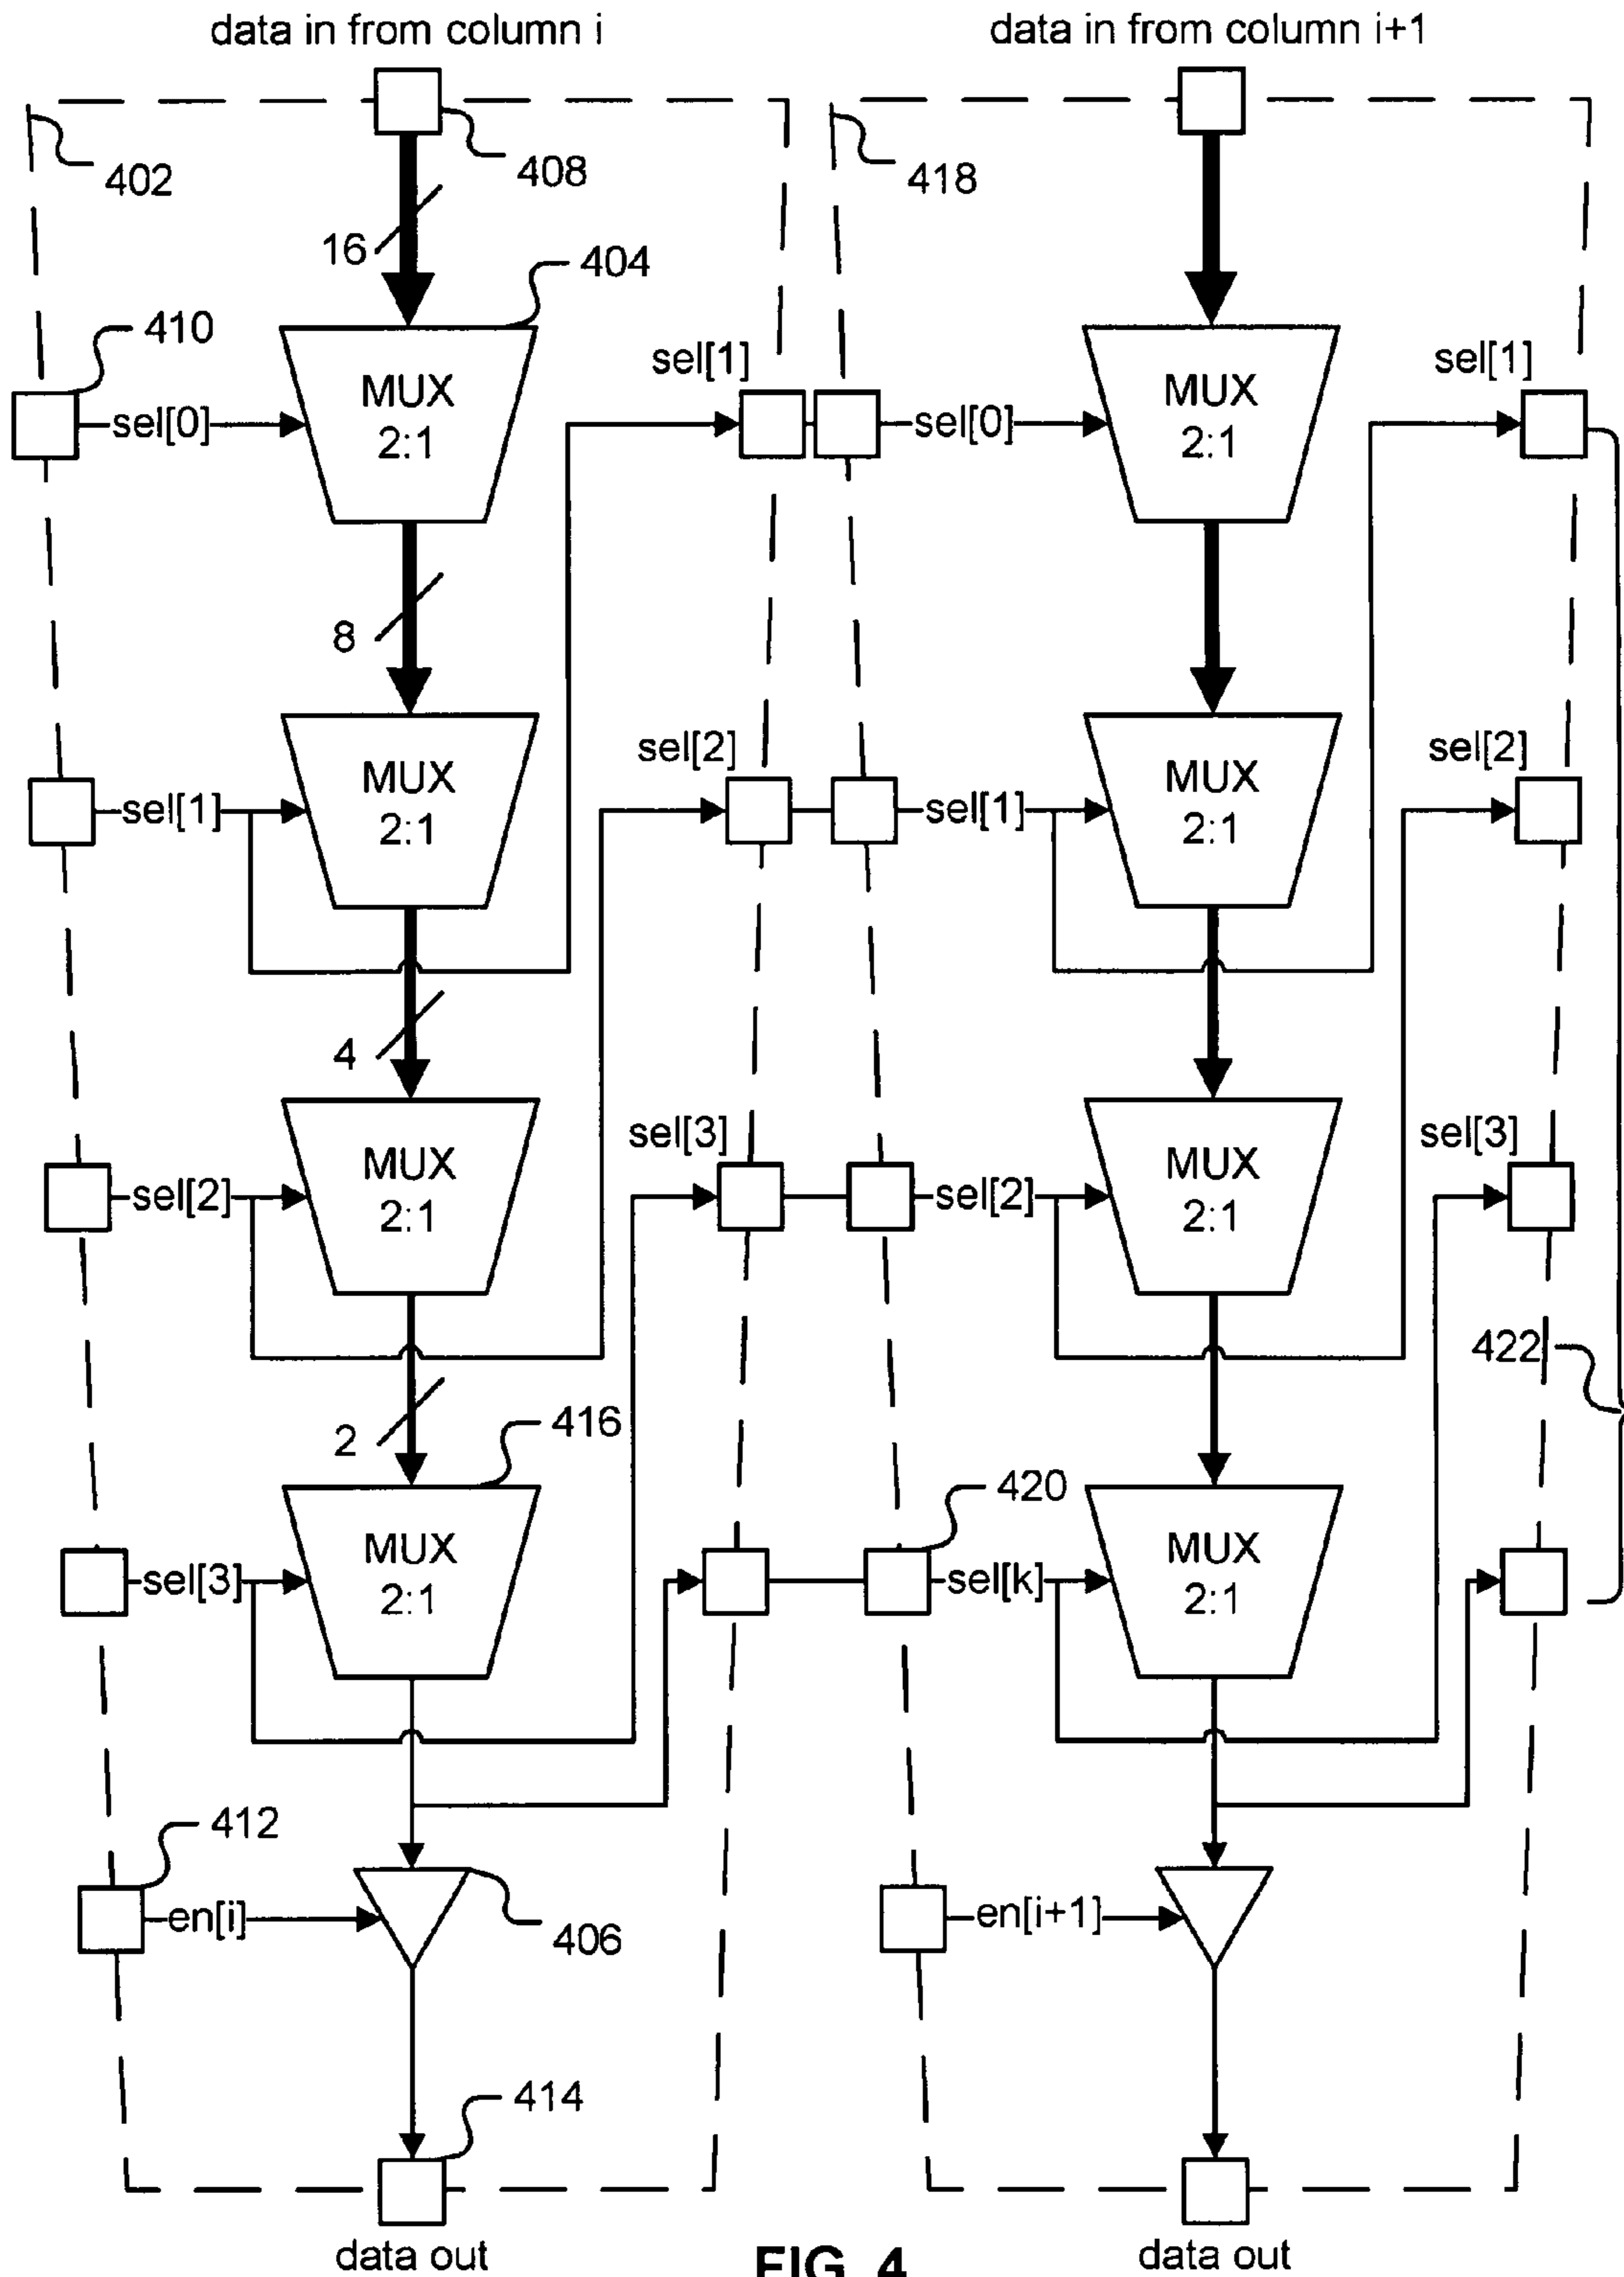 data in from column i
data in from column i+1
402
408
418
16
404
410
sel[0]
MUX
2:1
sel[1]
sel[0]
MUX
2:1
sel[1]
8
sel[1]
MUX
2:1
sel[2]
sel[1]
MUX
2:1
sel[2]
4
sel[2]
MUX
2:1
sel[3]
sel[2]
MUX
2:1
sel[3]
422
2
416
420
sel[3]
MUX
2:1
sel[k]
MUX
2:1
412
en[i]
406
en[i+1]
414
data out
data out
FIG. 4